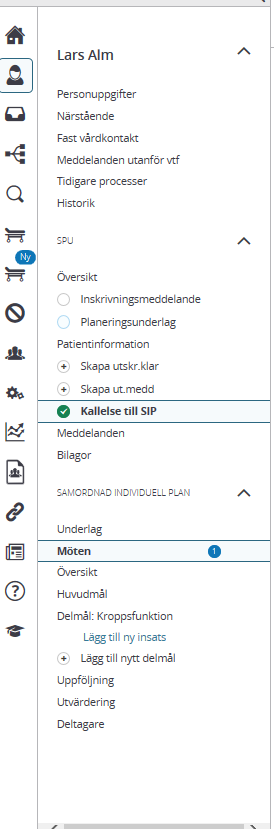 Lars Alm
Personuppgifter
Närstående
Fast vårdkontakt
Meddelanden utanför vtf
Tidigare processer
Historik
SPU
Ny
Översikt
Inskrivningsmeddelande
Planeringsunderlag
Patientinformation
Skapa utskr.klar
Skapa ut.medd
Kallelse till SIP
Meddelanden
Bilagor
SAMORDNAD INDIVIDUELL PLAN
Underlag
Möten 1
Översikt
Huvudmål
Delmål: Kroppsfunktion
Lägg till ny insats
Lägg till nytt delmål
Uppföljning
Utvärdering
Deltagare